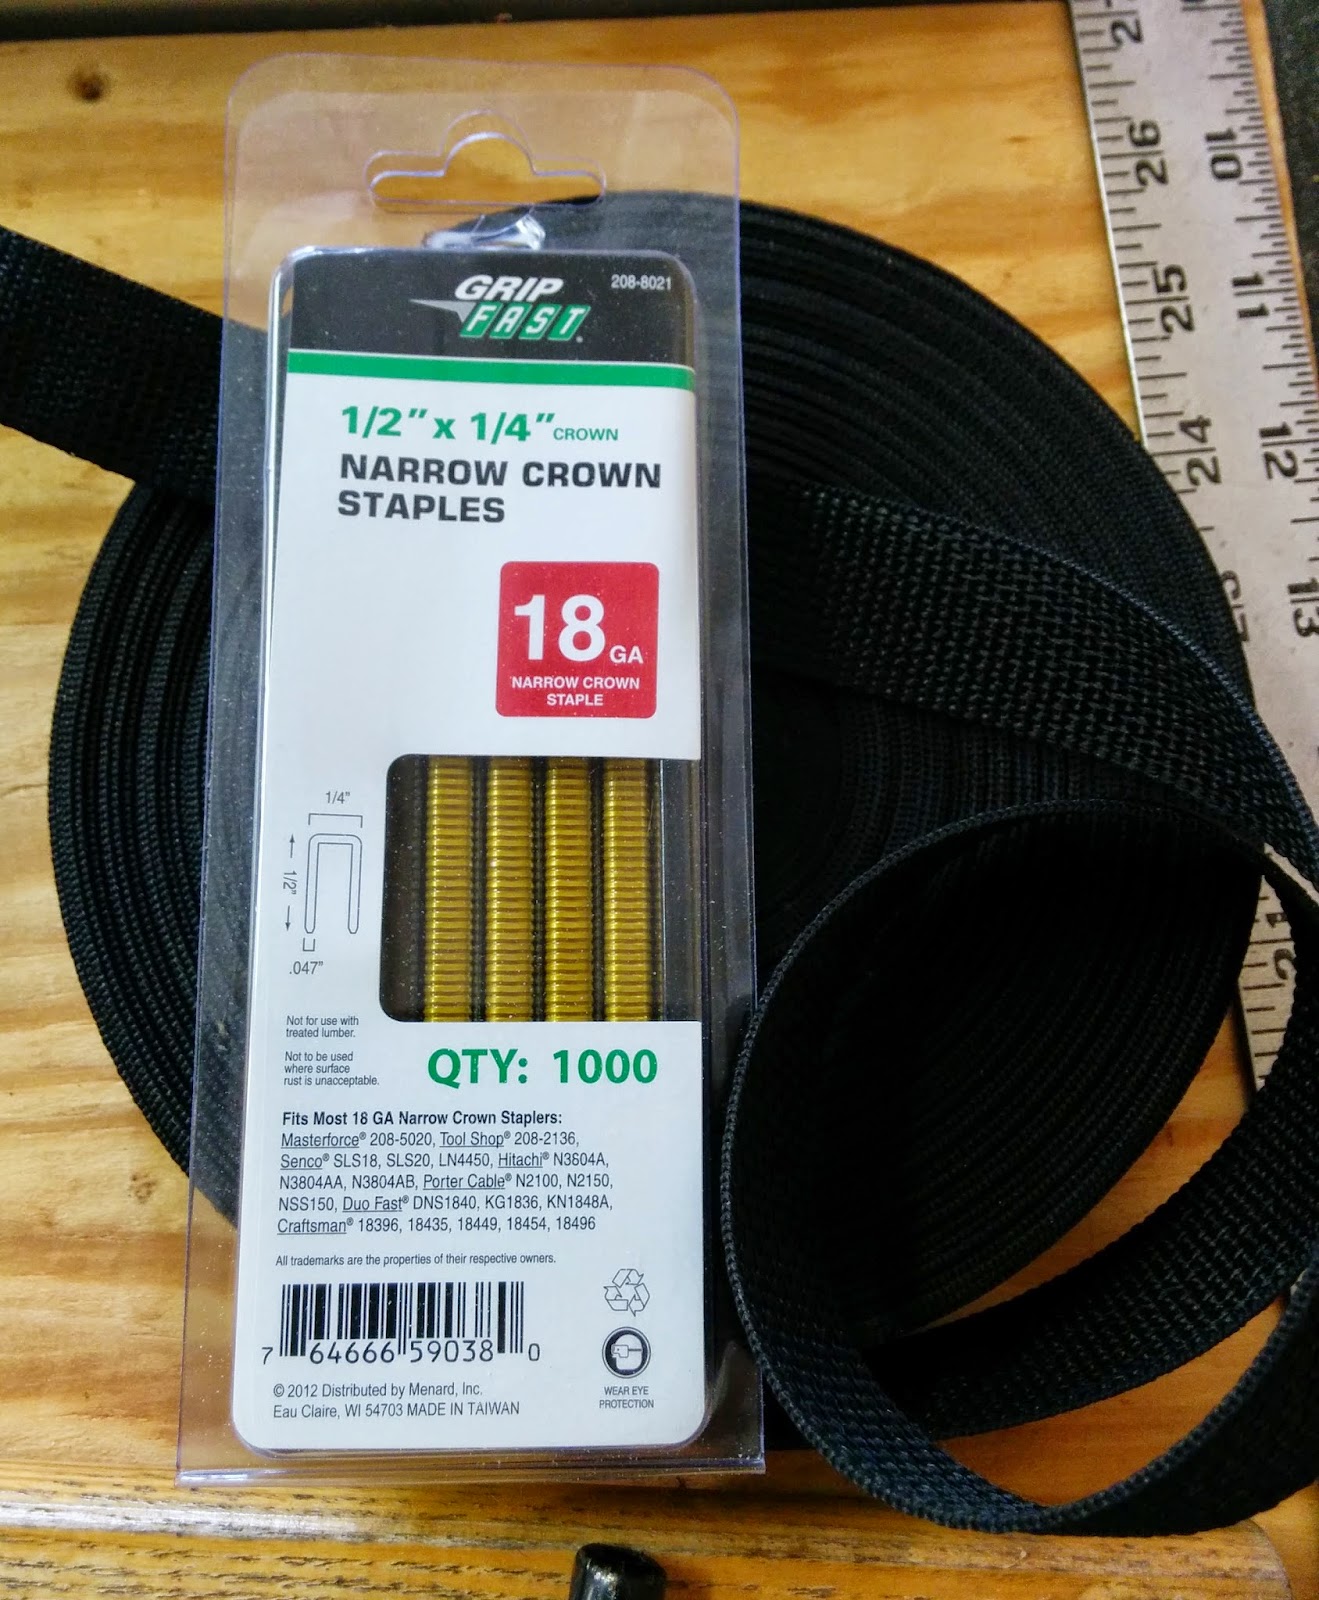 GRIP
FAST®
208-8021
1/2" x 1/4" CROWN
NARROW CROWN
STAPLES
18 GA
NARROW CROWN
STAPLE
1/4"
1/2"
.047"
Not for use with
treated lumber.
Not to be used
where surface
rust is unacceptable.
QTY: 1000
Fits Most 18 GA Narrow Crown Staplers:
Masterforce® 208-5020, Tool Shop® 208-2136,
Senco® SLS18, SLS20, LN4450, Hitachi® N3604A,
N3804AA, N3804AB, Porter Cable® N2100, N2150,
NSS150, Duo Fast® DNS1840, KG1836, KN1848A,
Craftsman® 18396, 18435, 18449, 18454, 18496
All trademarks are the properties of their respective owners.
7 64666 59038 0
WEAR EYE
PROTECTION
© 2012 Distributed by Menard, Inc.
Eau Claire, WI 54703 MADE IN TAIWAN
26
25
24
10
11
12
13